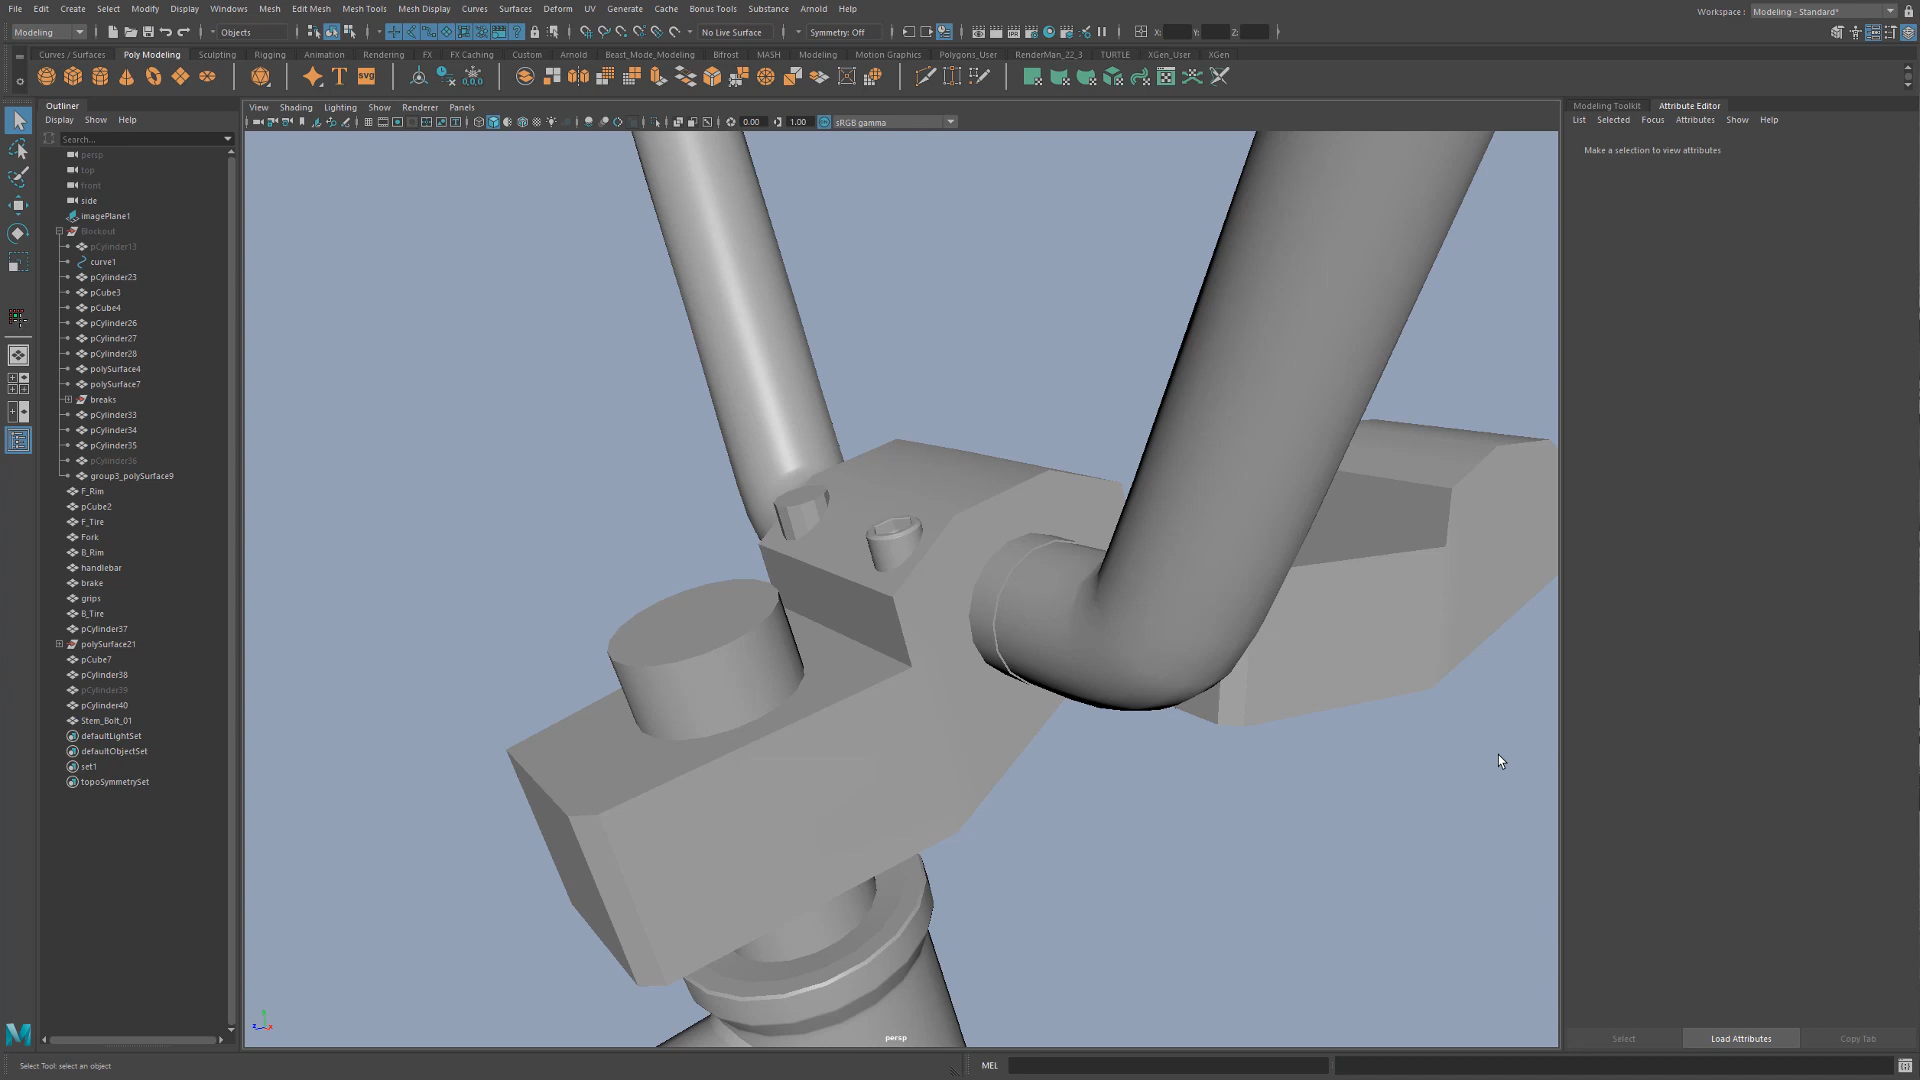 File Edit Create Select Modify Display Windows Mesh Edit Mesh Mesh Tools Mesh Display Curves Surfaces Deform UV Generate Cache Bonus Tools Substance Arnold Help Workspace : Modeling - Standard*
Modeling Objects No Live Surface Symmetry: Off X: Y: Z:
Curves / Surfaces Poly Modeling Sculpting Rigging Animation Rendering FX FX Caching Custom Arnold Beast_Mode_Modeling Bifrost MASH Modeling Motion Graphics Polygons_User RenderMan_22_3 TURTLE XGen_User XGen
T SVG 0,0,0
Outliner
Display Show Help
Search...
persp
top
front
side
imagePlane1
Blockout
pCylinder13
curve1
pCylinder23
pCube3
pCube4
pCylinder26
pCylinder27
pCylinder28
polySurface4
polySurface7
breaks
pCylinder33
pCylinder34
pCylinder35
pCylinder36
group3_polySurface9
F_Rim
pCube2
F_Tire
Fork
B_Rim
handlebar
brake
grips
B_Tire
pCylinder37
polySurface21
pCube7
pCylinder38
pCylinder39
pCylinder40
Stem_Bolt_01
defaultLightSet
defaultObjectSet
set1
topoSymmetrySet
View Shading Lighting Show Renderer Panels
0.00 1.00 sRGB gamma
persp
Modeling Toolkit Attribute Editor
List Selected Focus Attributes Show Help
Make a selection to view attributes
Select Load Attributes Copy Tab
Select Tool: select an object
MEL